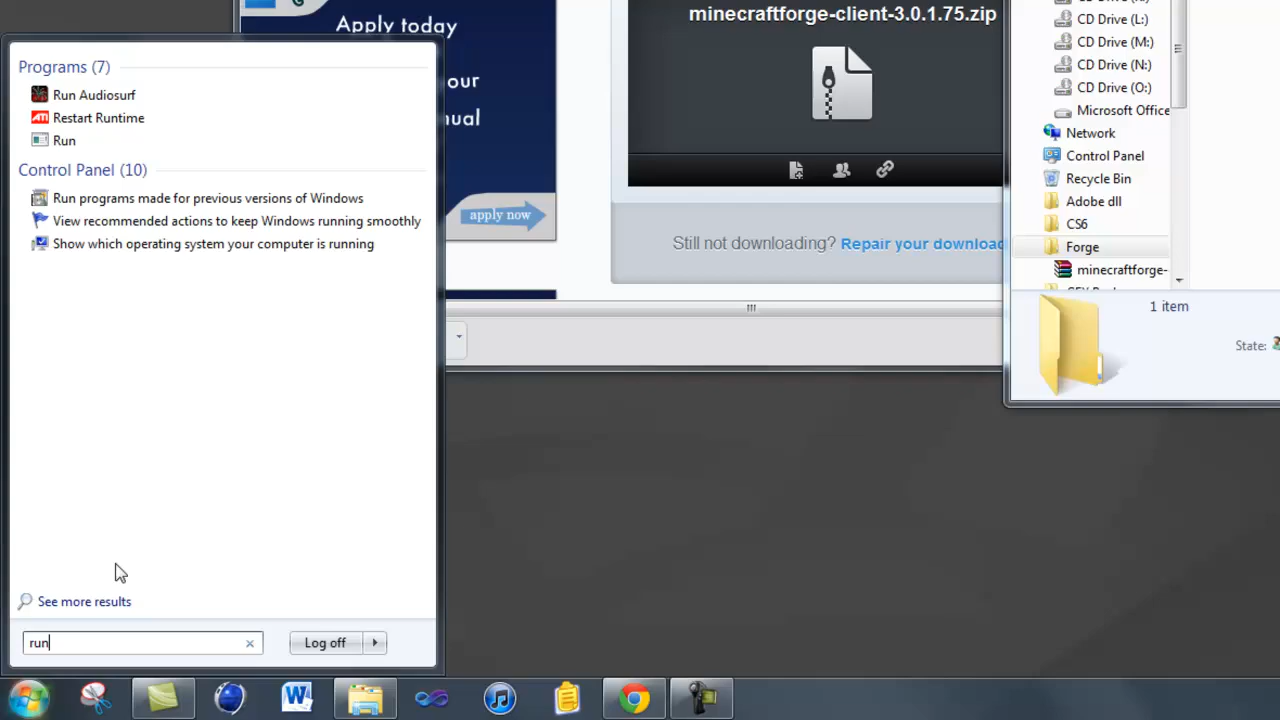 Apply today
our
nual
apply now
minecraftforge-client-3.0.1.75.zip
Still not downloading? Repair your download
CD Drive (L:)
CD Drive (M:)
CD Drive (N:)
CD Drive (O:)
Microsoft Office
Network
Control Panel
Recycle Bin
Adobe dll
CS6
Forge
minecraftforge-
1 item
State:
Programs (7)
Run Audiosurf
Restart Runtime
Run
Control Panel (10)
Run programs made for previous versions of Windows
View recommended actions to keep Windows running smoothly
Show which operating system your computer is running
See more results
run
Log off